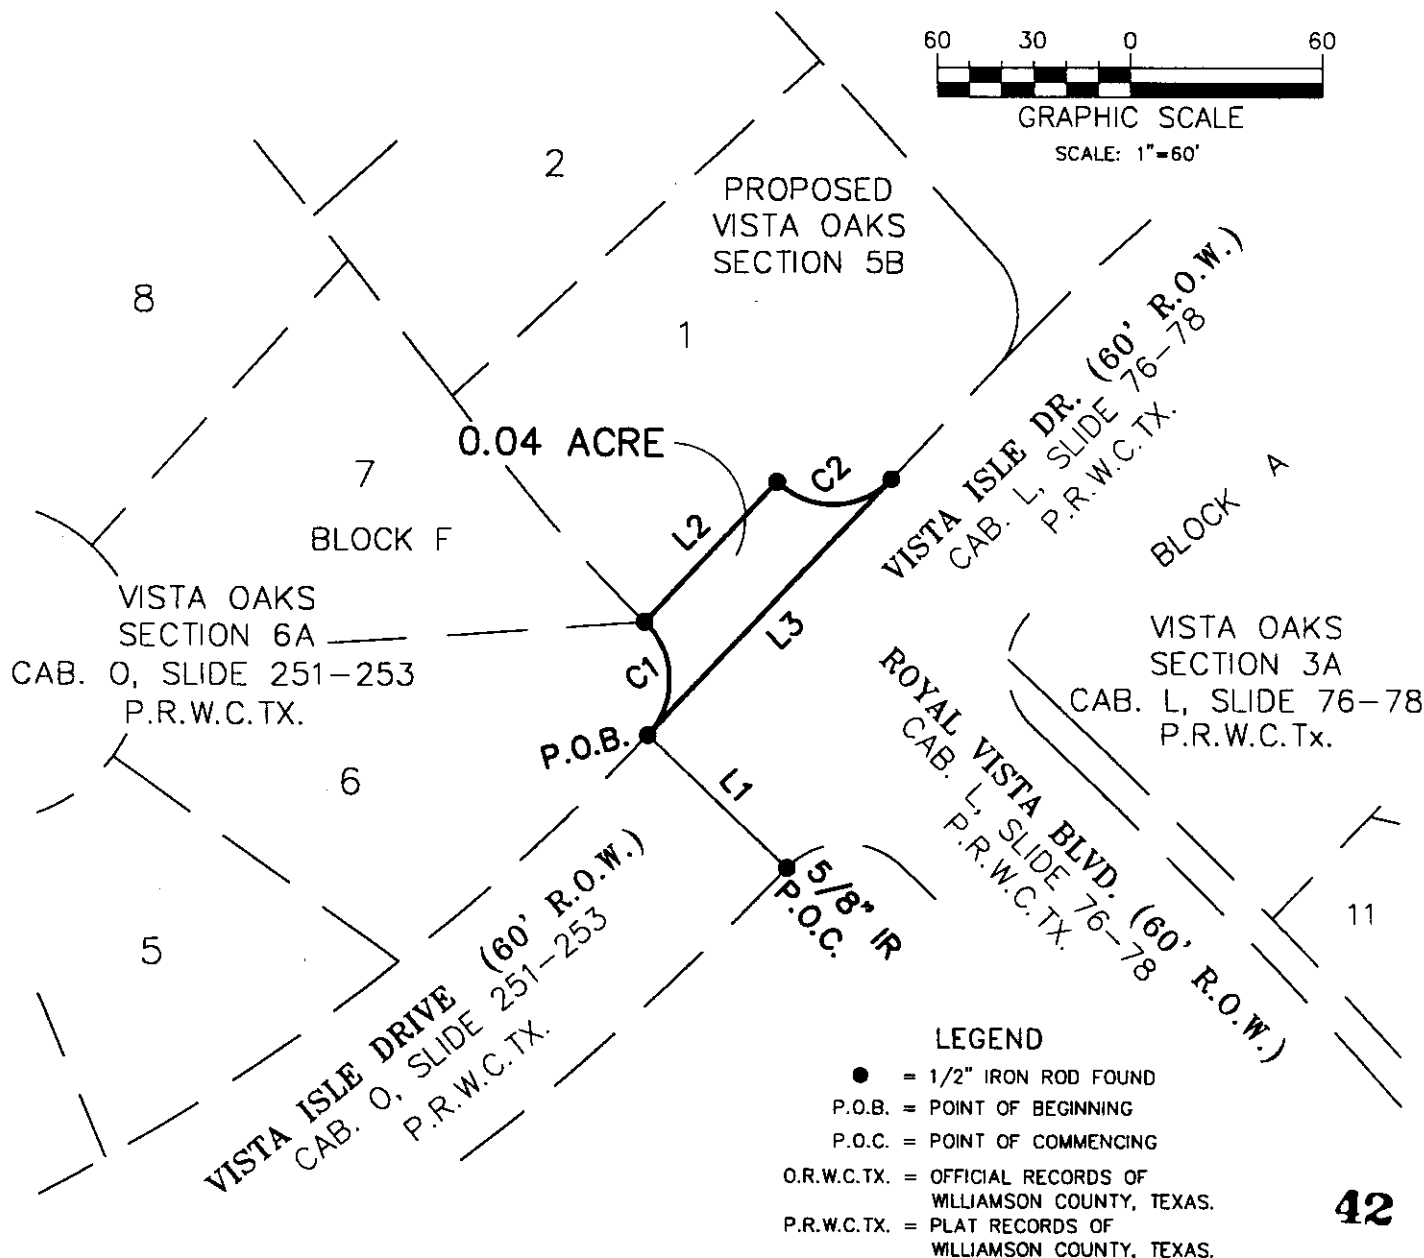 60 30 0 60
GRAPHIC SCALE
SCALE: 1"=60'
2
PROPOSED
VISTA OAKS
SECTION 5B
8
1
VISTA ISLE DR. (60' R.O.W.)
CAB. L, SLIDE 76-78
P.R.W.C.TX.
0.04 ACRE
C2
7
BLOCK F
L2
BLOCK A
VISTA OAKS
SECTION 6A
CAB. O, SLIDE 251-253
P.R.W.C.TX.
C1
L3
VISTA OAKS
SECTION 3A
CAB. L, SLIDE 76-78
P.R.W.C.Tx.
P.O.B.
ROYAL VISTA BLVD. (60' R.O.W.)
CAB. L, SLIDE 76-78
P.R.W.C.TX.
6
L1
5/8" IR
P.O.C.
11
5
VISTA ISLE DRIVE (60' R.O.W.)
CAB. O, SLIDE 251-253
P.R.W.C.TX.
LEGEND
= 1/2" IRON ROD FOUND
P.O.B. = POINT OF BEGINNING
P.O.C. = POINT OF COMMENCING
O.R.W.C.TX. = OFFICIAL RECORDS OF
WILLIAMSON COUNTY, TEXAS.
P.R.W.C.TX. = PLAT RECORDS OF
WILLIAMSON COUNTY, TEXAS.
42